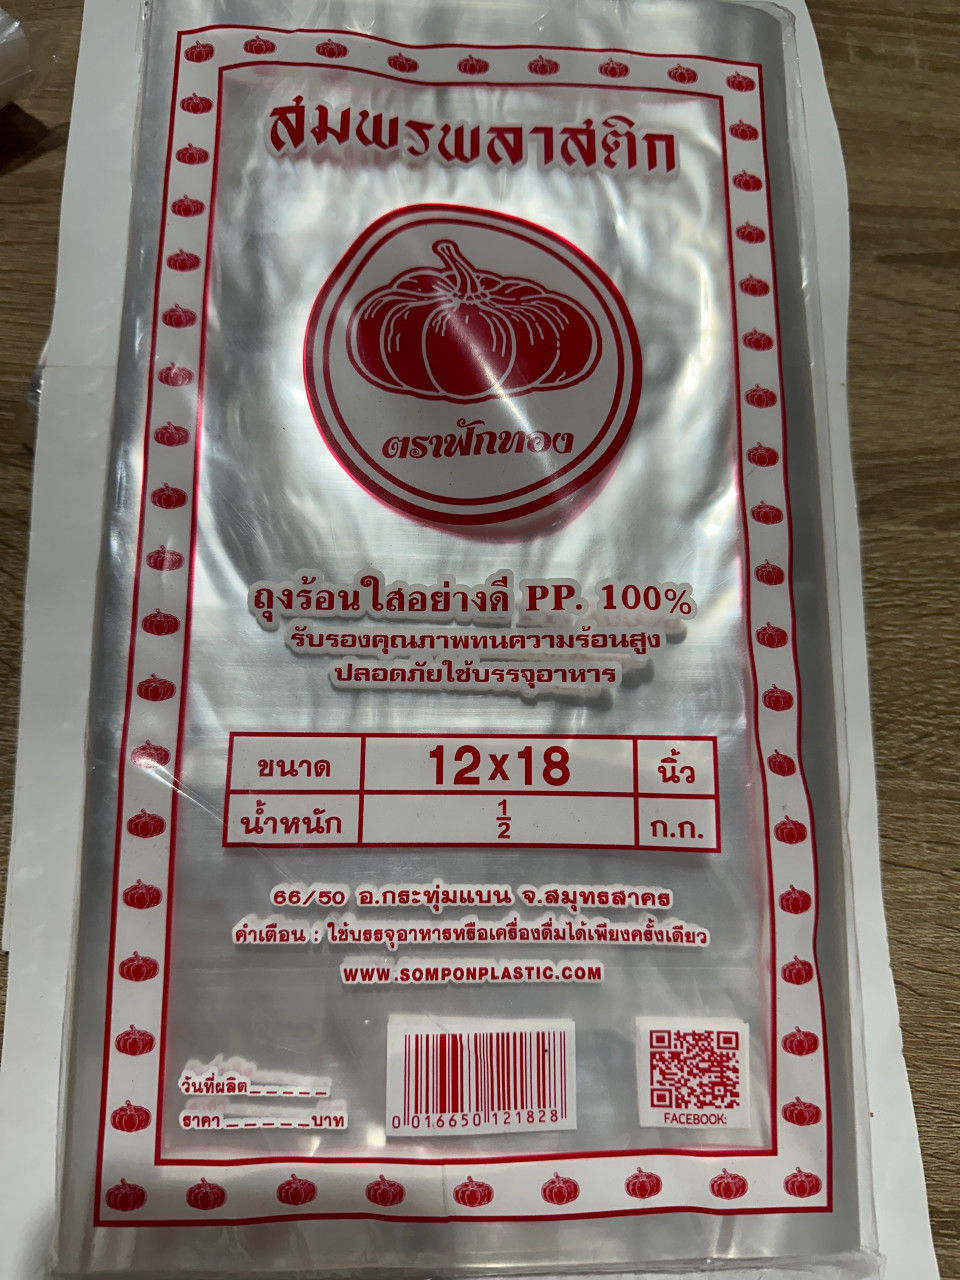 สมพรพลาสติก
ตราฟักทอง
ถุงร้อนใสอย่างดี PP. 100%
รับรองคุณภาพทนความร้อนสูง
ปลอดภัยใช้บรรจุอาหาร
ขนาด 12x18 นิ้ว
น้ำหนัก 1/2 ก.ก.
66/50 อ.กระทุ่มแบน จ.สมุทรสาคร
คำเตือน : ใช้บรรจุอาหารหรือเครื่องดื่มได้เพียงครั้งเดียว
WWW.SOMPONPLASTIC.COM
วันที่ผลิต_ _ _ _ _
ราคา _ _ _ _ _บาท
0 016650 121828
FACEBOOK: